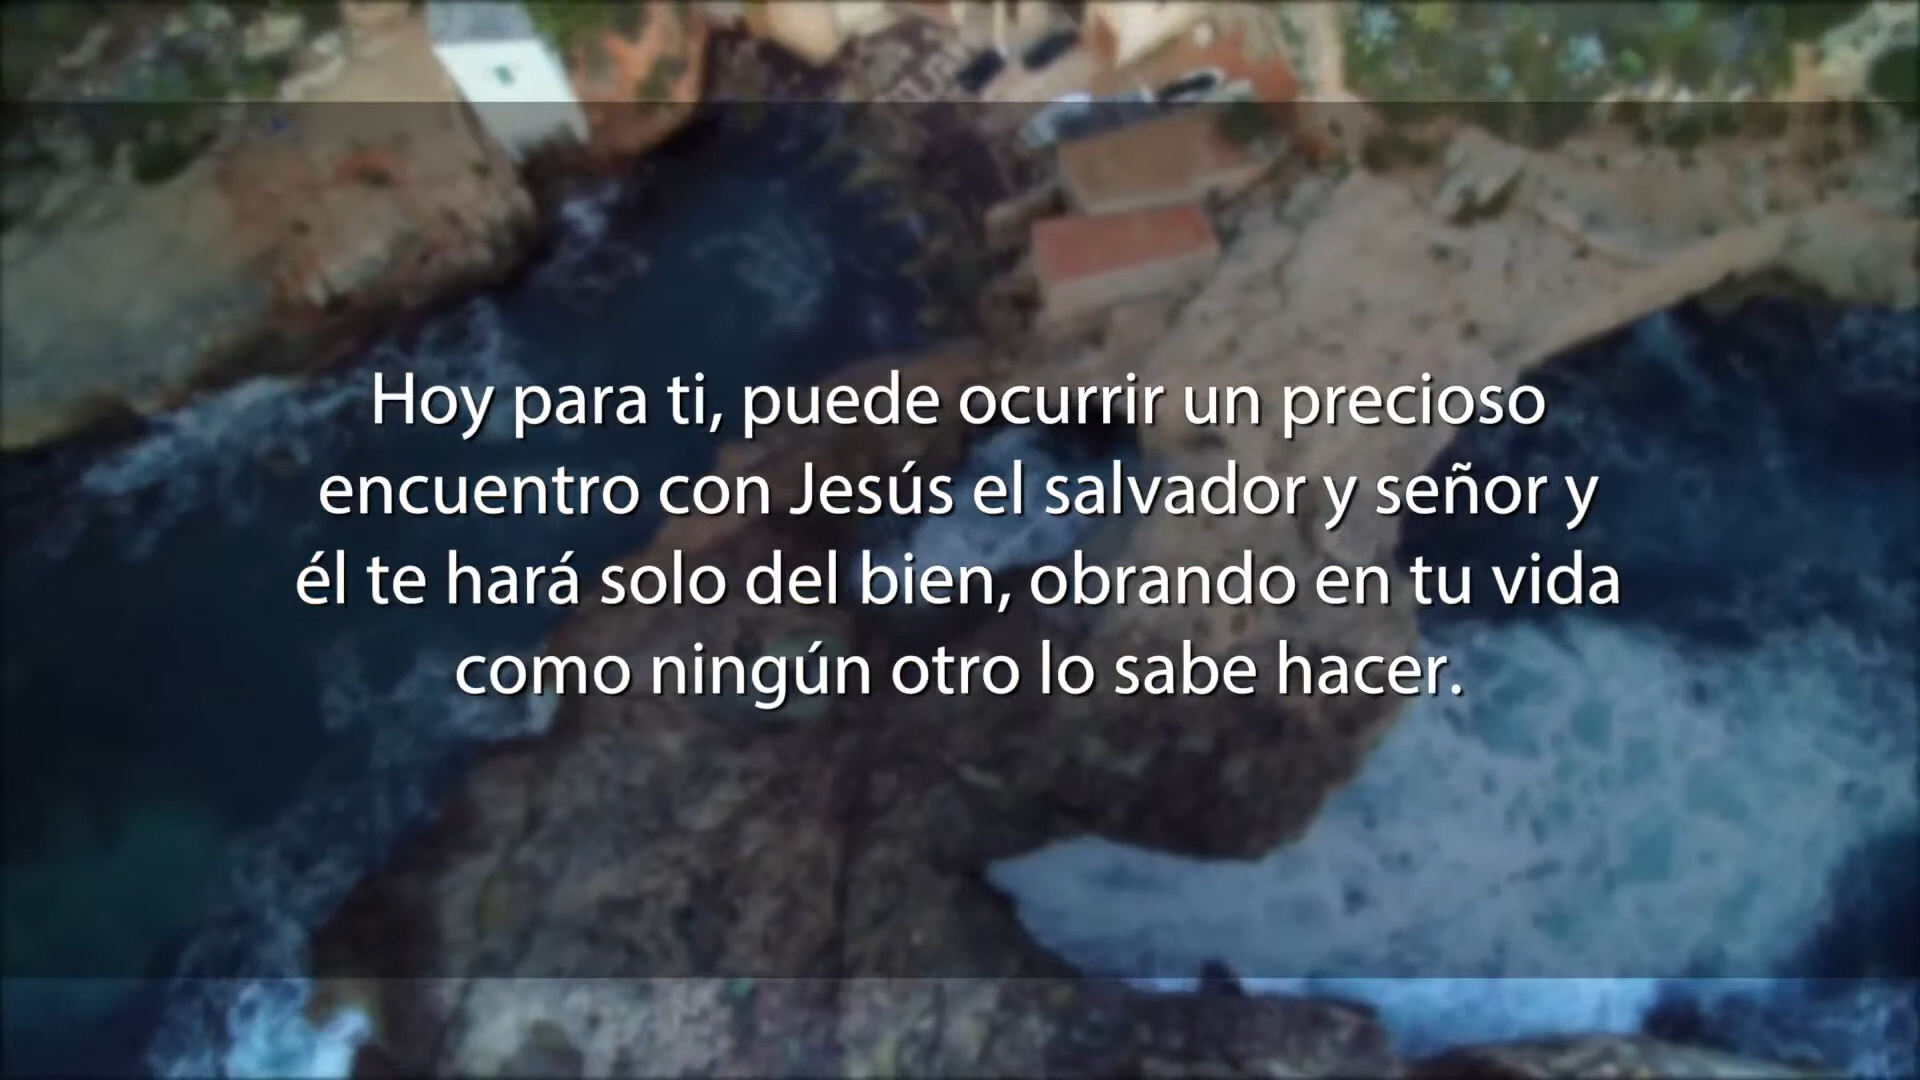 Hoy para ti, puede ocurrir un precioso
encuentro con Jesús el salvador y señor y
él te hará solo del bien, obrando en tu vida
como ningún otro lo sabe hacer.